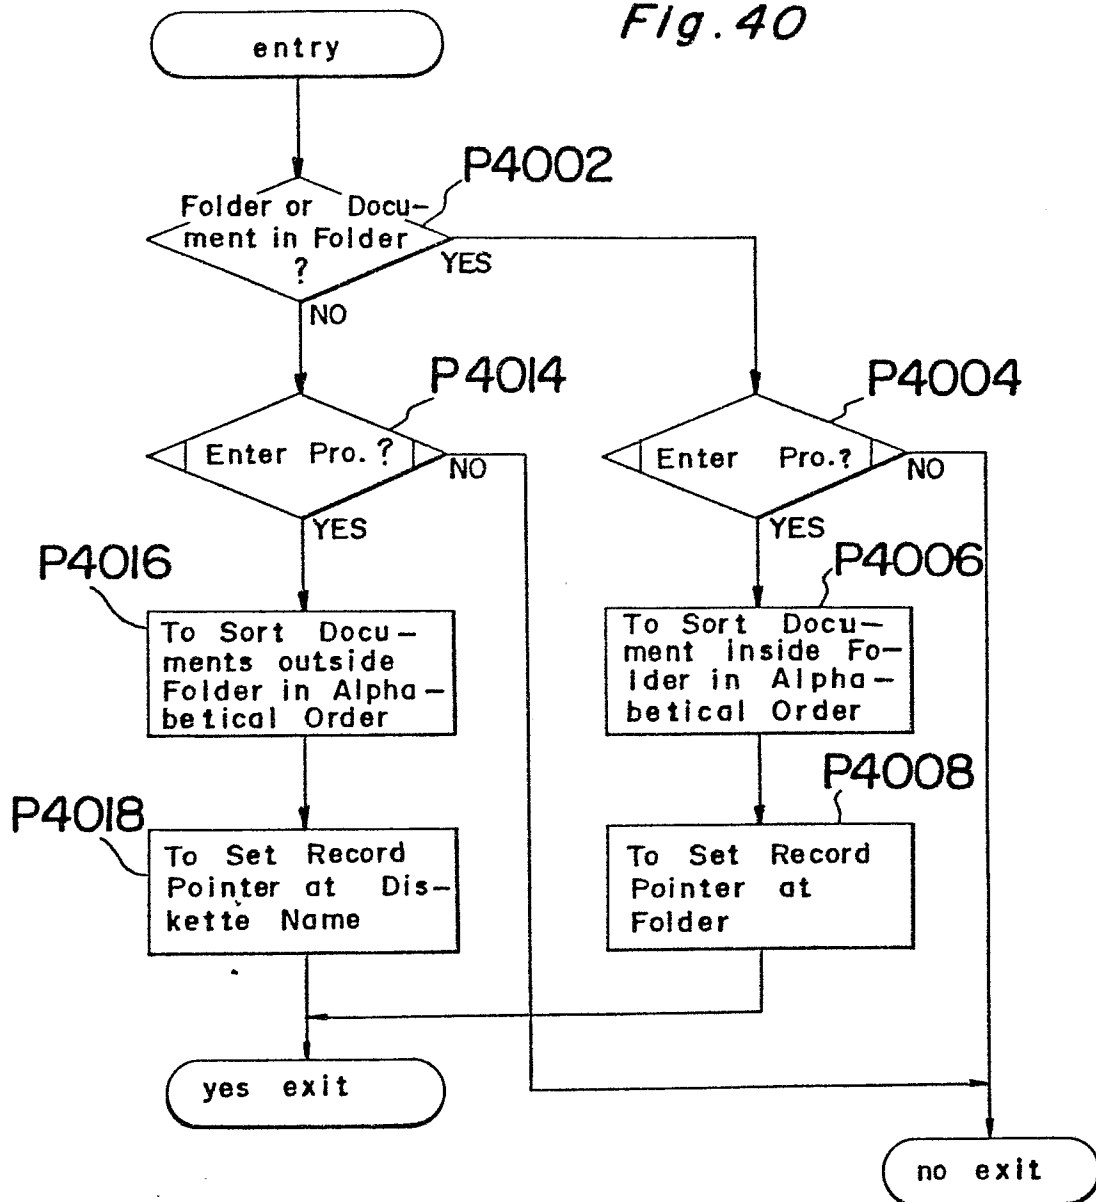 Fig. 40
entry
P4002
Folder or Docu-
ment in Folder
?
YES
NO
P4014
P4004
Enter Pro. ?
NO
Enter Pro. ?
NO
YES
YES
P4016
P4006
To Sort Docu-
ments outside
Folder in Alpha-
betical Order
To Sort Docu-
ment inside Fo-
lder in Alpha-
betical Order
P4018
P4008
To Set Record
Pointer at Dis-
kette Name
To Set Record
Pointer at
Folder
yes exit
no exit